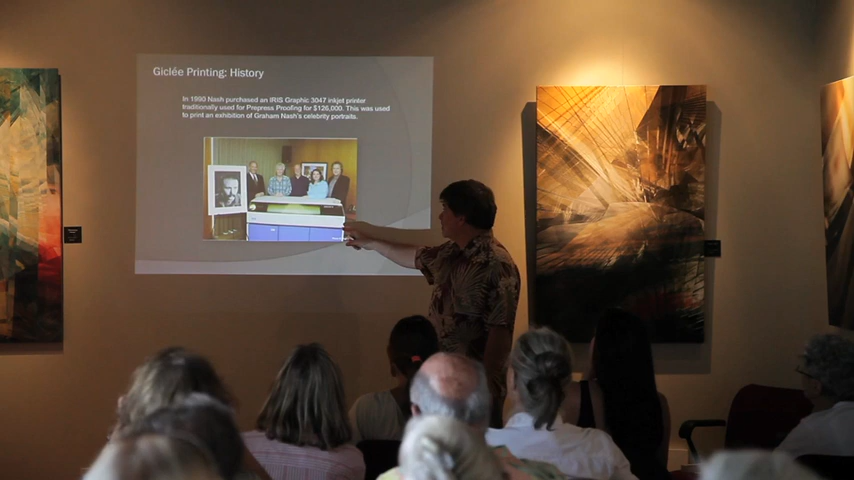 Giclée Printing: History
In 1990 Nash purchased an IRIS Graphic 3047 inkjet printer
traditionally used for Prepress Proofing for $126,000. This was used
to print an exhibition of Graham Nash's celebrity portraits.